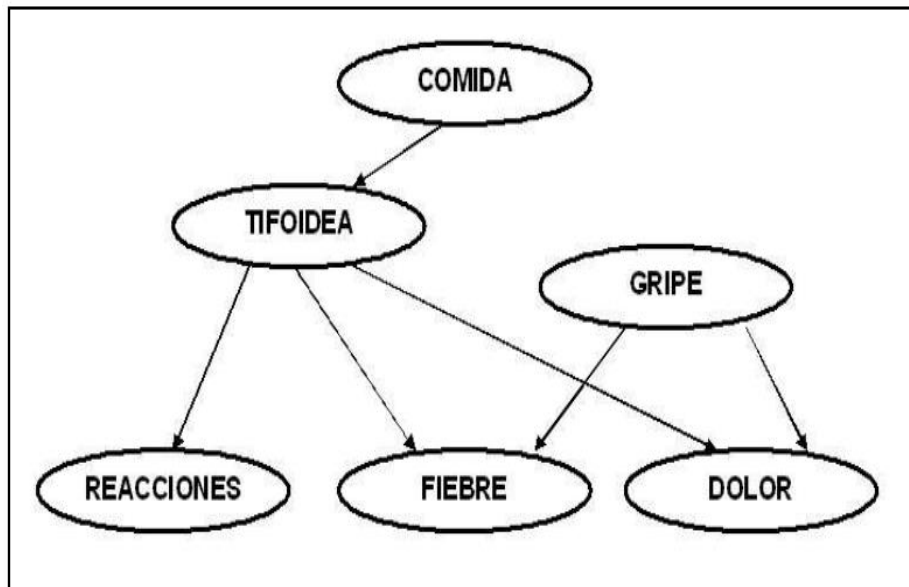 COMIDA
TIFOIDEA
GRIPE
REACCIONES
FIEBRE
DOLOR